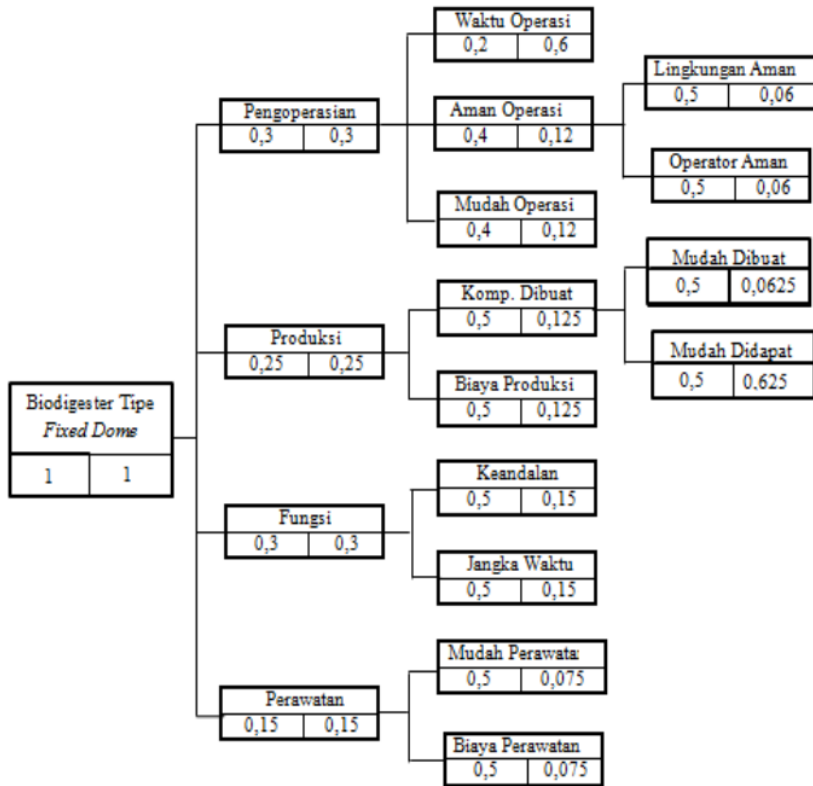 Biodigester Tipe
Fixed Doms
1 1
Pengoperasian
0,3 0,3
Waktu Operasi
0,2 0,6
Aman Operasi
0,4 0,12
Lingkungan Aman
0,5 0,06
Operator Aman
0,5 0,06
Mudah Operasi
0,4 0,12
Produksi
0,25 0,25
Komp. Dibuat
0,5 0,125
Mudah Dibuat
0,5 0,0625
Mudah Didapat
0,5 0,625
Biaya Produksi
0,5 0,125
Fungsi
0,3 0,3
Keandalan
0,5 0,15
Jangka Waktu
0,5 0,15
Perawatan
0,15 0,15
Mudah Perawata
0,5 0,075
Biaya Perawatan
0,5 0,075